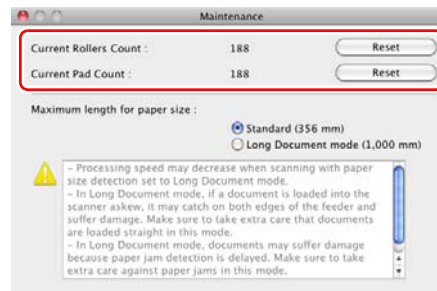 Maintenance
Current Rollers Count : 188 Reset
Current Pad Count : 188 Reset
Maximum length for paper size :
Standard (356 mm)
Long Document mode (1,000 mm)
– Processing speed may decrease when scanning with paper
size detection set to Long Document mode.
– In Long Document mode, if a document is loaded into the
scanner askew, it may catch on both edges of the feeder and
suffer damage. Make sure to take extra care that documents
are loaded straight in this mode.
– In Long Document mode, documents may suffer damage
because paper jam detection is delayed. Make sure to take
extra care against paper jams in this mode.